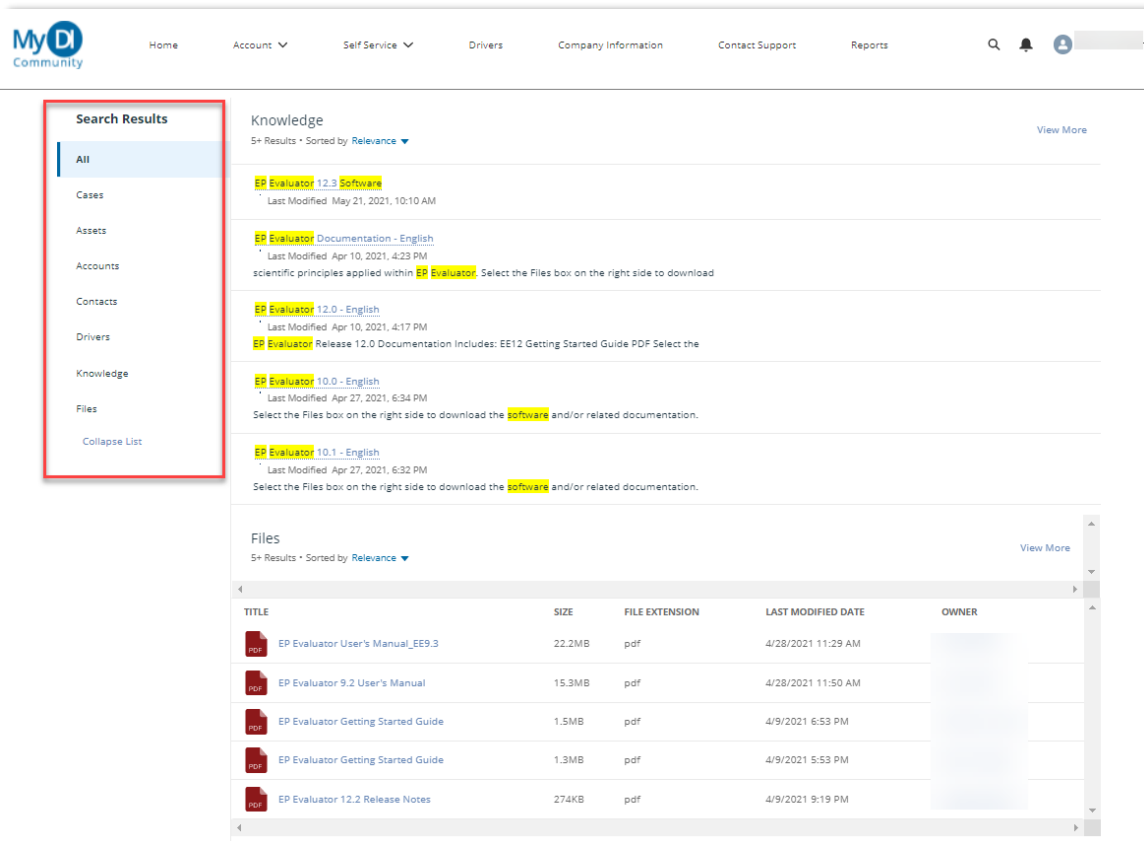 My DI
Community
Home
Account
Self Service
Drivers
Company Information
Contact Support
Reports
Search Results
All
Cases
Assets
Accounts
Contacts
Drivers
Knowledge
Files
Collapse List
Knowledge
5+ Results • Sorted by Relevance
View More
EP Evaluator 12.3 Software
Last Modified May 21, 2021, 10:10 AM
EP Evaluator Documentation - English
Last Modified Apr 10, 2021, 4:23 PM
scientific principles applied within EP Evaluator. Select the Files box on the right side to download
EP Evaluator 12.0 - English
Last Modified Apr 10, 2021, 4:17 PM
EP Evaluator Release 12.0 Documentation Includes: EE12 Getting Started Guide PDF Select the
EP Evaluator 10.0 - English
Last Modified Apr 27, 2021, 6:34 PM
Select the Files box on the right side to download the software and/or related documentation.
EP Evaluator 10.1 - English
Last Modified Apr 27, 2021, 6:32 PM
Select the Files box on the right side to download the software and/or related documentation.
Files
5+ Results • Sorted by Relevance
View More
TITLE SIZE FILE EXTENSION LAST MODIFIED DATE OWNER
PDF EP Evaluator User's Manual_EE9.3 22.2MB pdf 4/28/2021 11:29 AM
PDF EP Evaluator 9.2 User's Manual 15.3MB pdf 4/28/2021 11:50 AM
PDF EP Evaluator Getting Started Guide 1.5MB pdf 4/9/2021 6:53 PM
PDF EP Evaluator Getting Started Guide 1.3MB pdf 4/9/2021 5:53 PM
PDF EP Evaluator 12.2 Release Notes 274KB pdf 4/9/2021 9:19 PM